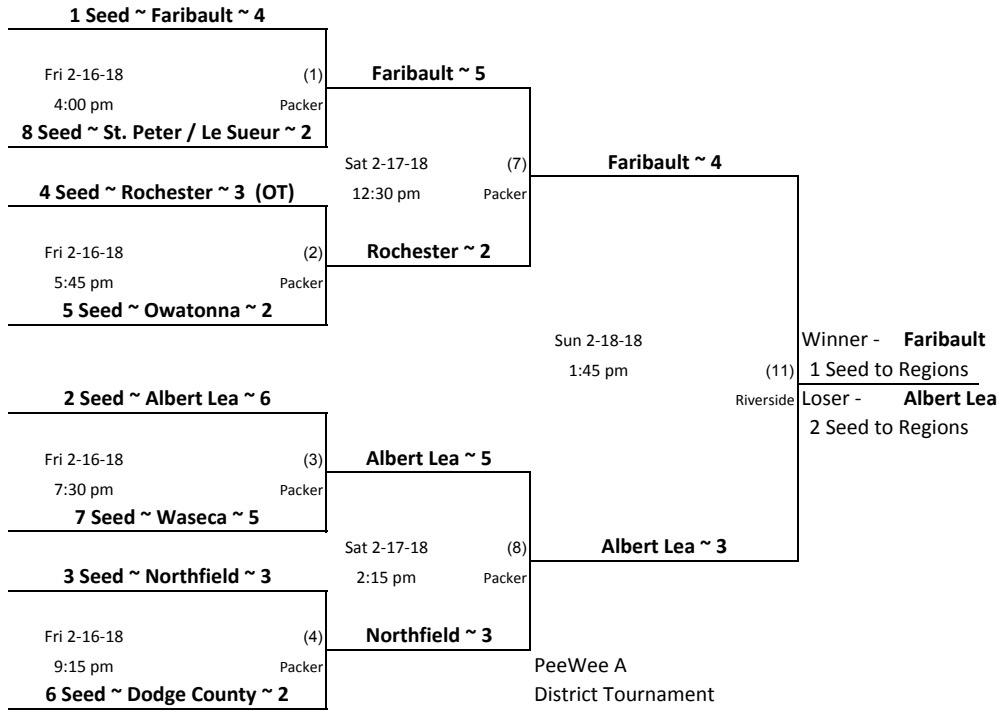 1 Seed ~ Faribault ~ 4
Fri 2-16-18 (1)
4:00 pm Packer
8 Seed ~ St. Peter / Le Sueur ~ 2
Faribault ~ 5
Sat 2-17-18 (7)
12:30 pm Packer
Faribault ~ 4
4 Seed ~ Rochester ~ 3 (OT)
Fri 2-16-18 (2)
5:45 pm Packer
5 Seed ~ Owatonna ~ 2
Rochester ~ 2
Sun 2-18-18
1:45 pm (11)
Riverside
Winner - Faribault
1 Seed to Regions
Loser - Albert Lea
2 Seed to Regions
2 Seed ~ Albert Lea ~ 6
Fri 2-16-18 (3)
7:30 pm Packer
7 Seed ~ Waseca ~ 5
Albert Lea ~ 5
Sat 2-17-18 (8)
2:15 pm Packer
Albert Lea ~ 3
3 Seed ~ Northfield ~ 3
Fri 2-16-18 (4)
9:15 pm Packer
6 Seed ~ Dodge County ~ 2
Northfield ~ 3
PeeWee A
District Tournament